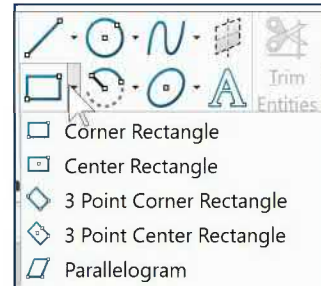 Trim
Entities
Corner Rectangle
Center Rectangle
3 Point Corner Rectangle
3 Point Center Rectangle
Parallelogram